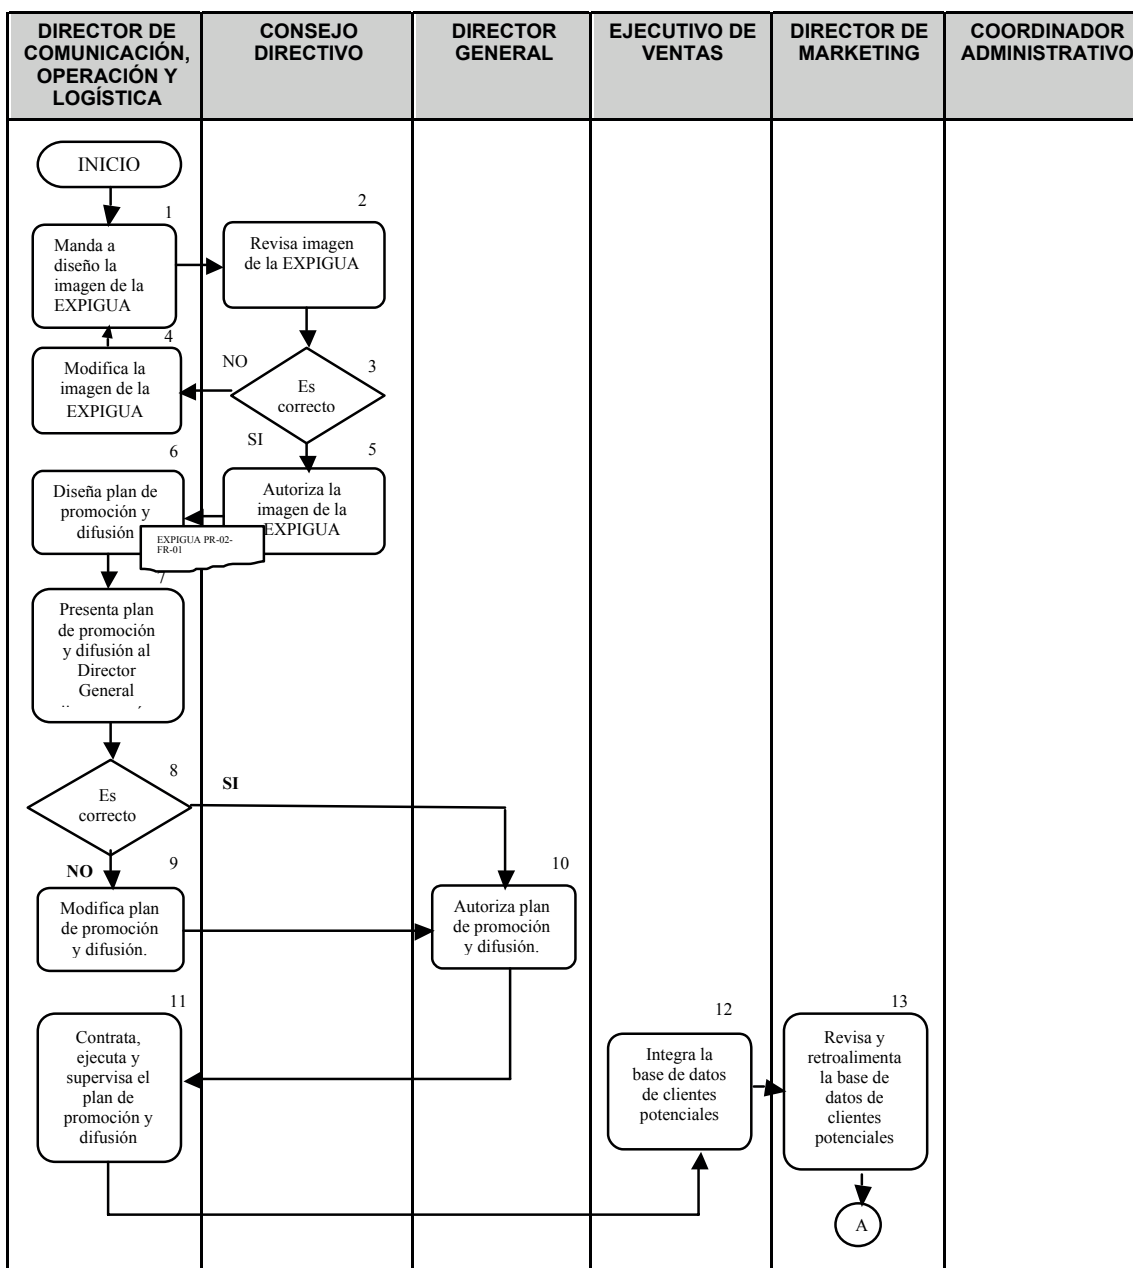 DIRECTOR DE
COMUNICACIÓN,
OPERACIÓN Y
LOGÍSTICA
CONSEJO
DIRECTIVO
DIRECTOR
GENERAL
EJECUTIVO DE
VENTAS
DIRECTOR DE
MARKETING
COORDINADOR
ADMINISTRATIVO
INICIO
1
Manda a
diseño la
imagen de la
EXPIGUA
2
Revisa imagen
de la EXPIGUA
3
Es
correcto
NO
SI
4
Modifica la
imagen de la
EXPIGUA
5
Autoriza la
imagen de la
EXPIGUA
6
Diseña plan de
promoción y
difusión
EXPIGUA PR-02-
FR-01
7
Presenta plan
de promoción
y difusión al
Director
General
8
Es
correcto
SI
NO
9
Modifica plan
de promoción
y difusión.
10
Autoriza plan
de promoción
y difusión.
11
Contrata,
ejecuta y
supervisa el
plan de
promoción y
difusión
12
Integra la
base de datos
de clientes
potenciales
13
Revisa y
retroalimenta
la base de
datos de
clientes
potenciales
A